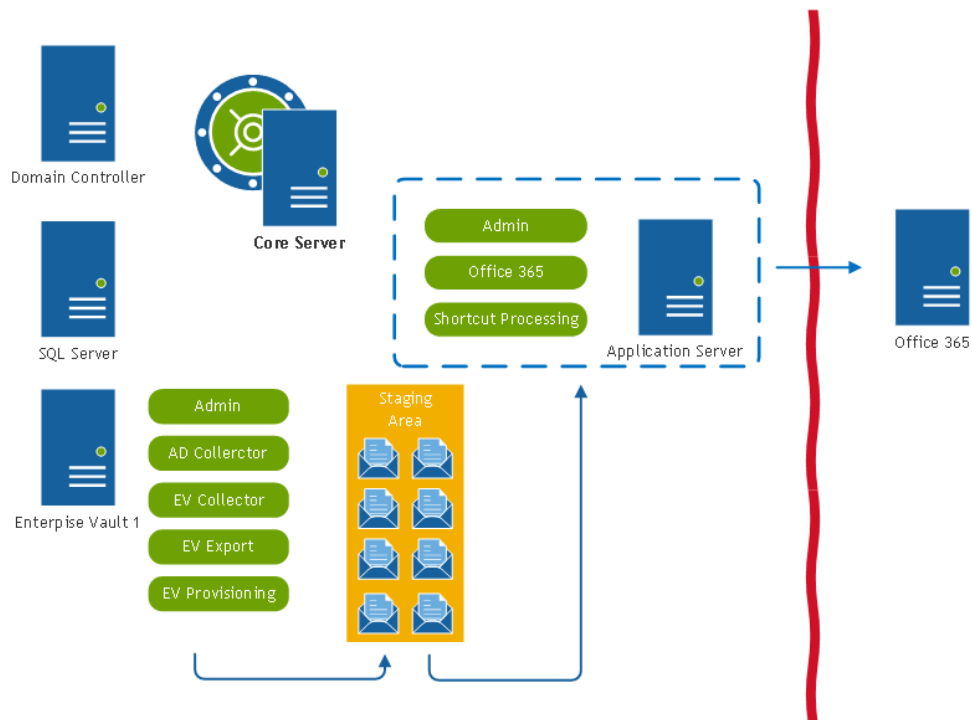 Domain Controller
Core Server
SQL Server
Enterpise Vault 1
Admin
AD Collerctor
EV Collector
EV Export
EV Provisioning
Staging
Area
Admin
Office 365
Shortcut Processing
Application Server
Office 365